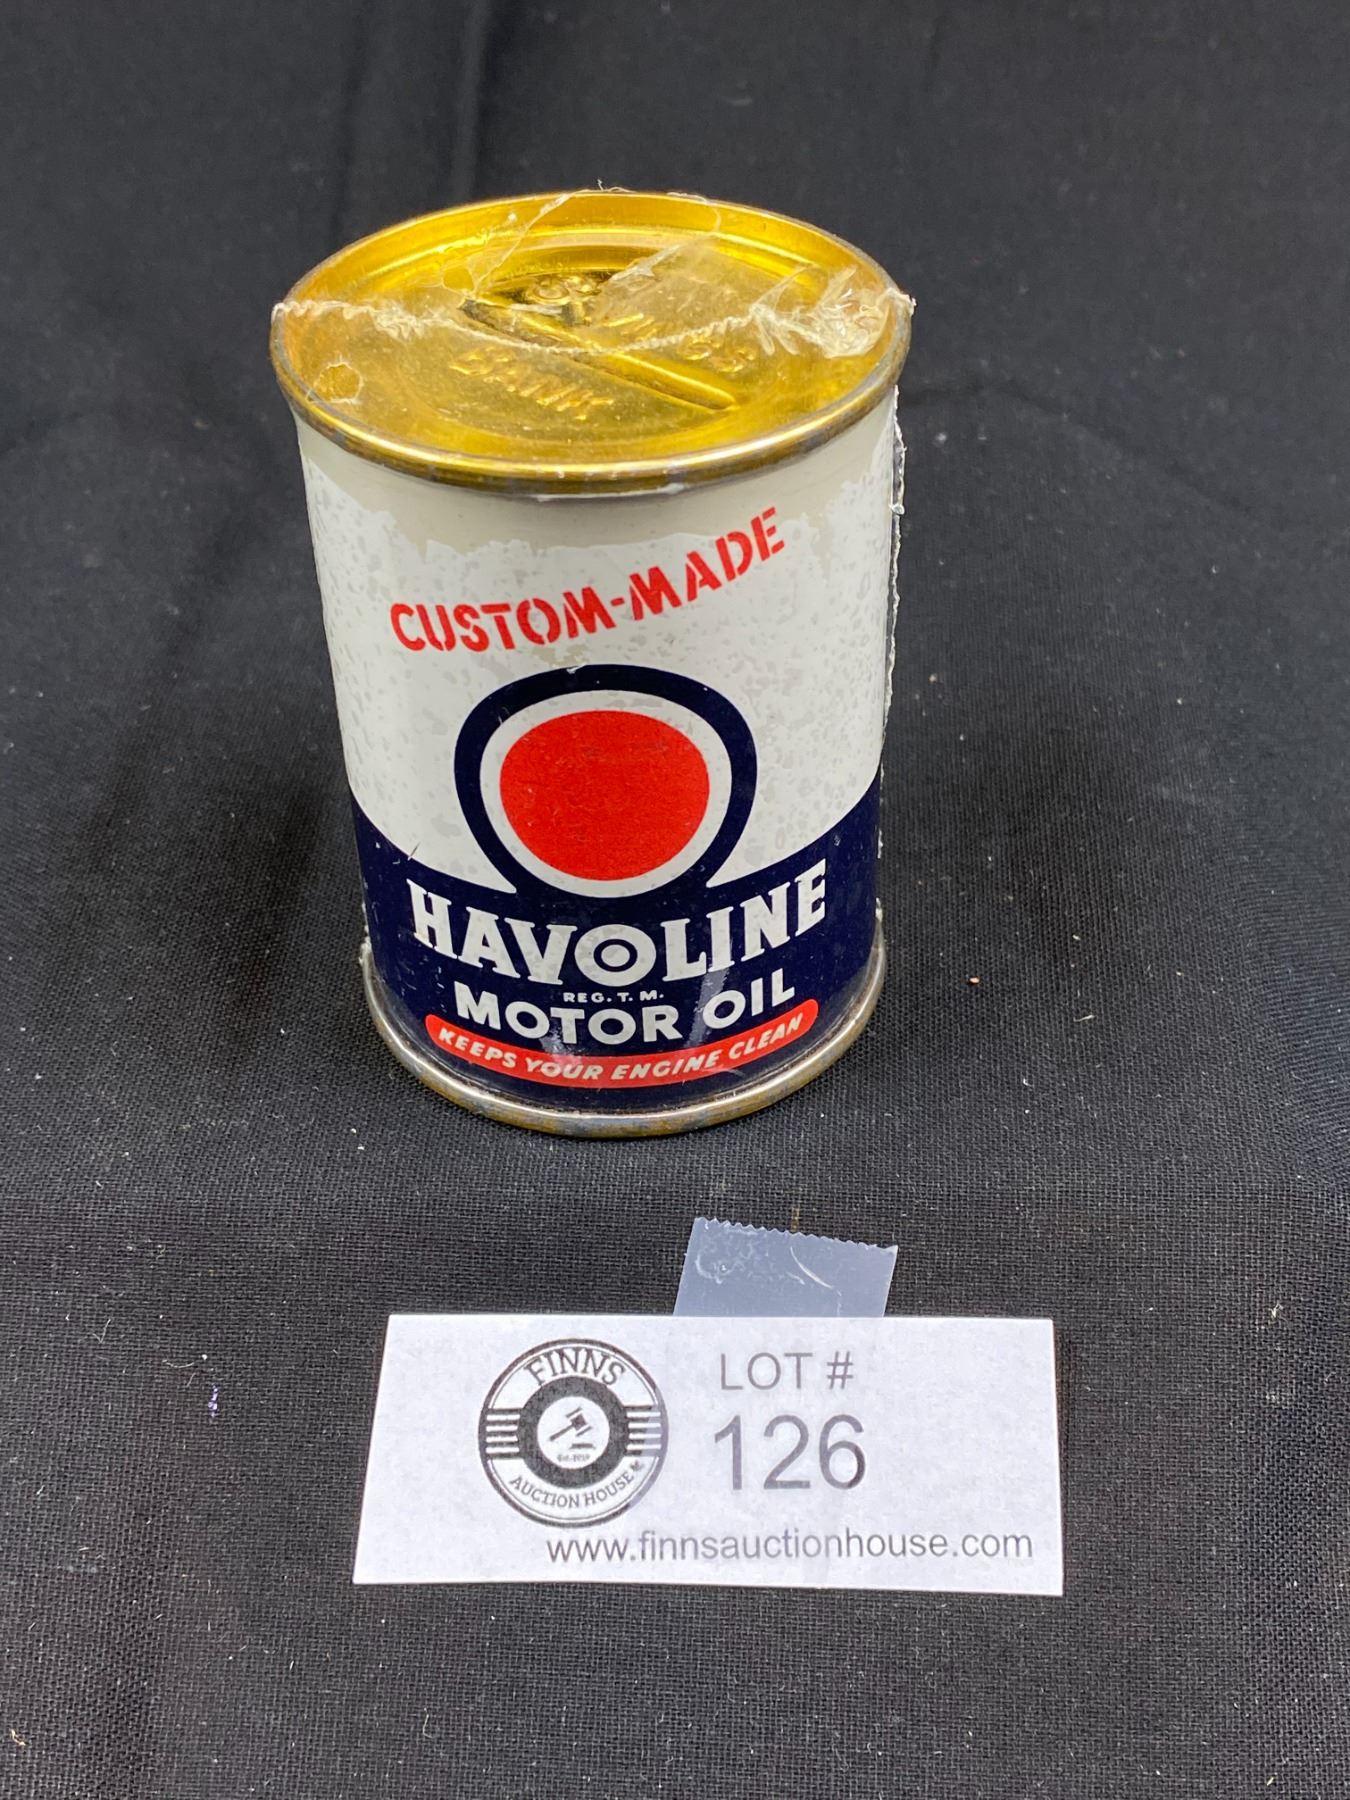 BANK
CUSTOM-MADE
HAVOLINE
REG. T. M.
MOTOR OIL
KEEPS YOUR ENGINE CLEAN
FINNS
AUCTION HOUSE
LOT #
126
www.finnsauctionhouse.com